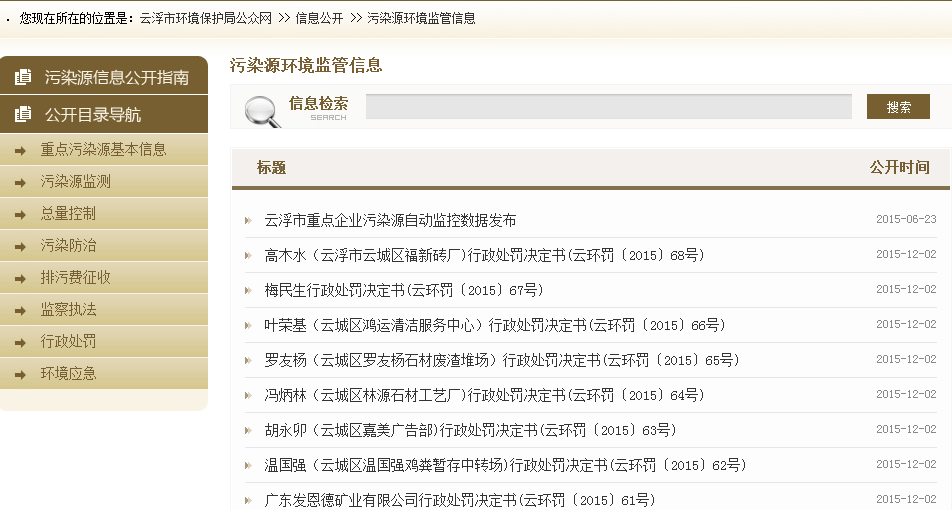 您现在所在的位置是：云浮市环境保护局公众网 >> 信息公开 >> 污染源环境监管信息
污染源信息公开指南
公开目录导航
重点污染源基本信息
污染源监测
总量控制
污染防治
排污费征收
监察执法
行政处罚
环境应急
污染源环境监管信息
信息检索
SEARCH
搜索
标题 公开时间
云浮市重点企业污染源自动监控数据发布 2015-06-23
高木水（云浮市云城区福新砖厂)行政处罚决定书(云环罚〔2015〕68号) 2015-12-02
梅民生行政处罚决定书(云环罚〔2015〕67号) 2015-12-02
叶荣基（云城区鸿运清洁服务中心）行政处罚决定书(云环罚〔2015〕66号) 2015-12-02
罗友杨（云城区罗友杨石材废渣堆场）行政处罚决定书(云环罚〔2015〕65号) 2015-12-02
冯炳林（云城区林源石材工艺厂)行政处罚决定书(云环罚〔2015〕64号) 2015-12-02
胡永卯（云城区嘉美广告部)行政处罚决定书(云环罚〔2015〕63号) 2015-12-02
温国强（云城区温国强鸡粪暂存中转场)行政处罚决定书(云环罚〔2015〕62号) 2015-12-02
广东发恩德矿业有限公司行政处罚决定书(云环罚〔2015〕61号) 2015-12-02